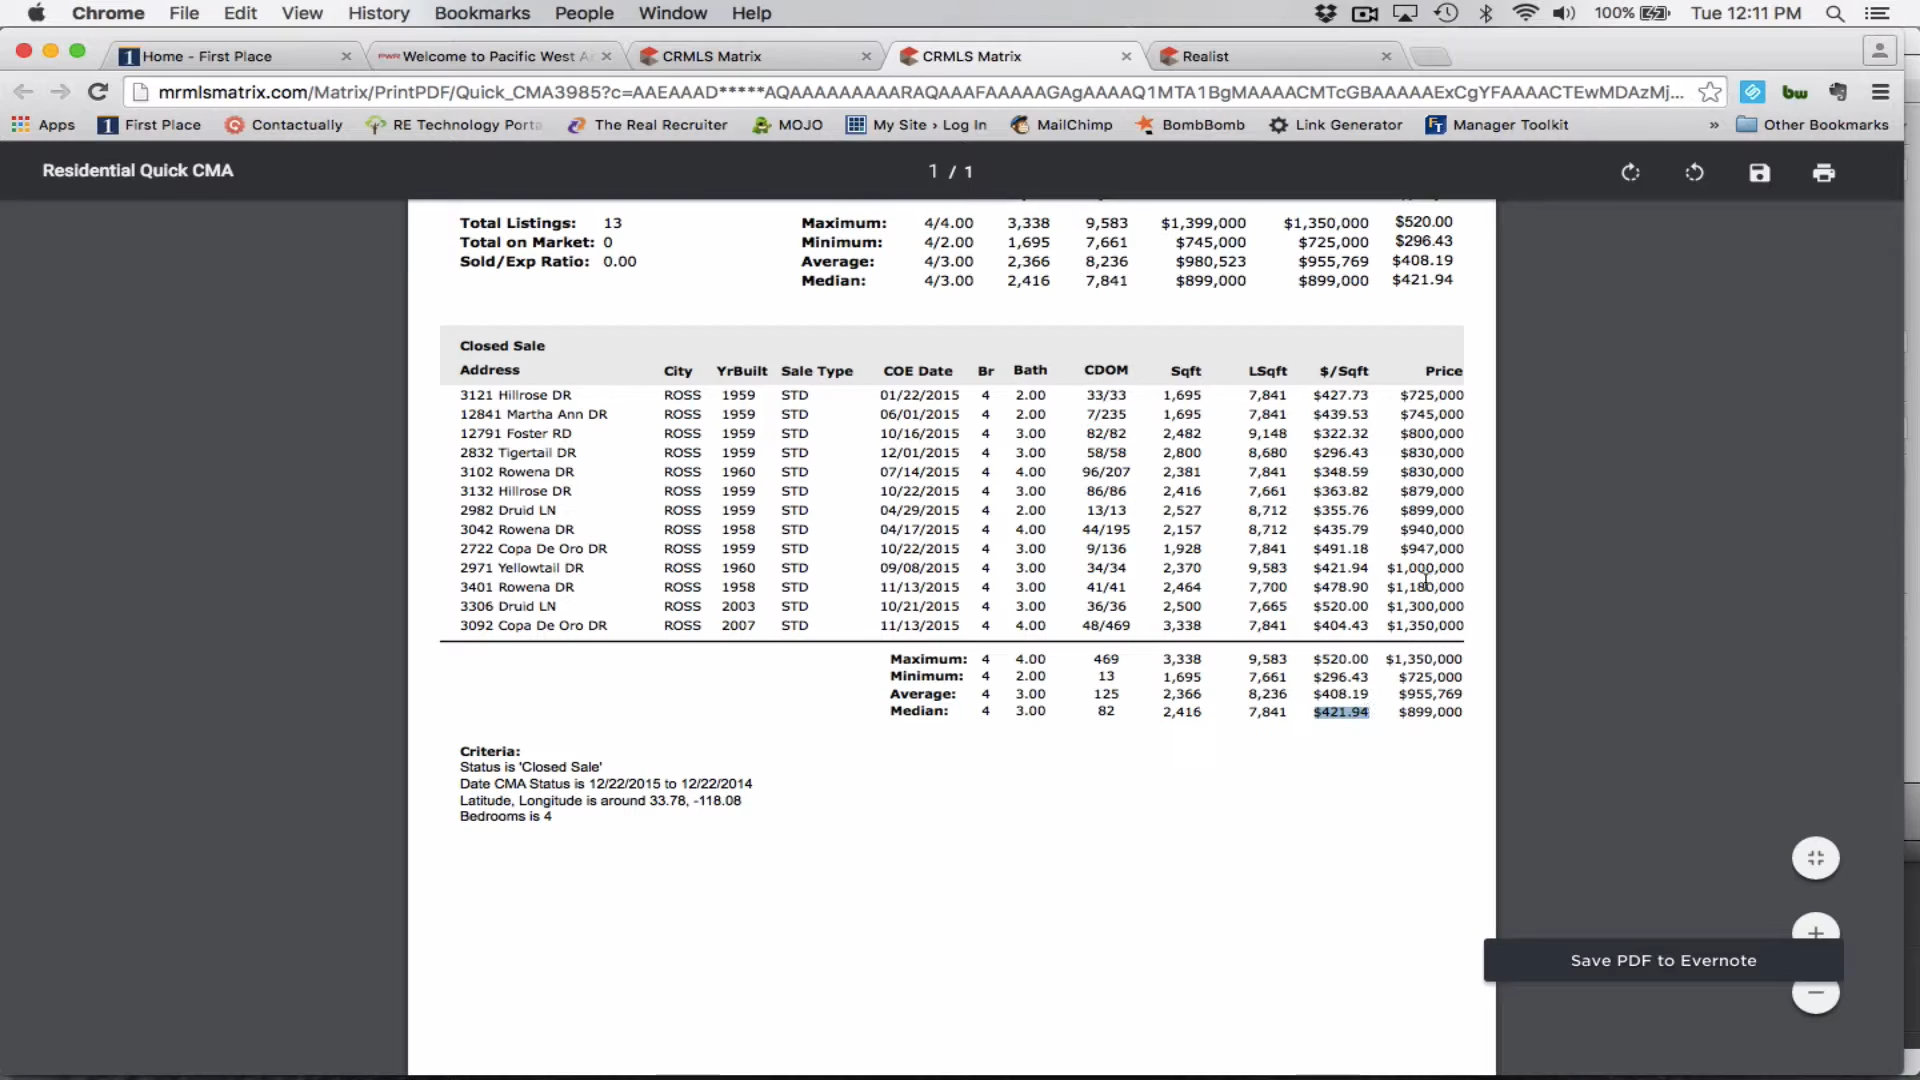 Chrome File Edit View History Bookmarks People Window Help 100% Tue 12:11 PM
Home - First Place Welcome to Pacific West A CRMLS Matrix CRMLS Matrix Realist
mrmlsmatrix.com/Matrix/PrintPDF/Quick_CMA3985?c=AAEAAAD*****AQAAAAAAAAARAQAAAFAAAAAGAgAAAAQ1MTA1BgMAAAACMTcGBAAAAAExCgYFAAAACTEwMDAzMj...
Apps First Place Contactually RE Technology Porta The Real Recruiter MOJO My Site › Log In MailChimp BombBomb Link Generator Manager Toolkit » Other Bookmarks
Residential Quick CMA 1 / 1
Total Listings: 13 Maximum: 4/4.00 3,338 9,583 $1,399,000 $1,350,000 $520.00
Total on Market: 0 Minimum: 4/2.00 1,695 7,661 $745,000 $725,000 $296.43
Sold/Exp Ratio: 0.00 Average: 4/3.00 2,366 8,236 $980,523 $955,769 $408.19
Median: 4/3.00 2,416 7,841 $899,000 $899,000 $421.94
Closed Sale
Address City YrBuilt Sale Type COE Date Br Bath CDOM Sqft LSqft $/Sqft Price
3121 Hillrose DR ROSS 1959 STD 01/22/2015 4 2.00 33/33 1,695 7,841 $427.73 $725,000
12841 Martha Ann DR ROSS 1959 STD 06/01/2015 4 2.00 7/235 1,695 7,841 $439.53 $745,000
12791 Foster RD ROSS 1959 STD 10/16/2015 4 3.00 82/82 2,482 9,148 $322.32 $800,000
2832 Tigertail DR ROSS 1959 STD 12/01/2015 4 3.00 58/58 2,800 8,680 $296.43 $830,000
3102 Rowena DR ROSS 1960 STD 07/14/2015 4 4.00 96/207 2,381 7,841 $348.59 $830,000
3132 Hillrose DR ROSS 1959 STD 10/22/2015 4 3.00 86/86 2,416 7,661 $363.82 $879,000
2982 Druid LN ROSS 1959 STD 04/29/2015 4 2.00 13/13 2,527 8,712 $355.76 $899,000
3042 Rowena DR ROSS 1958 STD 04/17/2015 4 4.00 44/195 2,157 8,712 $435.79 $940,000
2722 Copa De Oro DR ROSS 1959 STD 10/22/2015 4 3.00 9/136 1,928 7,841 $491.18 $947,000
2971 Yellowtail DR ROSS 1960 STD 09/08/2015 4 3.00 34/34 2,370 9,583 $421.94 $1,000,000
3401 Rowena DR ROSS 1958 STD 11/13/2015 4 3.00 41/41 2,464 7,700 $478.90 $1,180,000
3306 Druid LN ROSS 2003 STD 10/21/2015 4 3.00 36/36 2,500 7,665 $520.00 $1,300,000
3092 Copa De Oro DR ROSS 2007 STD 11/13/2015 4 4.00 48/469 3,338 7,841 $404.43 $1,350,000
Maximum: 4 4.00 469 3,338 9,583 $520.00 $1,350,000
Minimum: 4 2.00 13 1,695 7,661 $296.43 $725,000
Average: 4 3.00 125 2,366 8,236 $408.19 $955,769
Median: 4 3.00 82 2,416 7,841 $421.94 $899,000
Criteria:
Status is 'Closed Sale'
Date CMA Status is 12/22/2015 to 12/22/2014
Latitude, Longitude is around 33.78, -118.08
Bedrooms is 4
Save PDF to Evernote